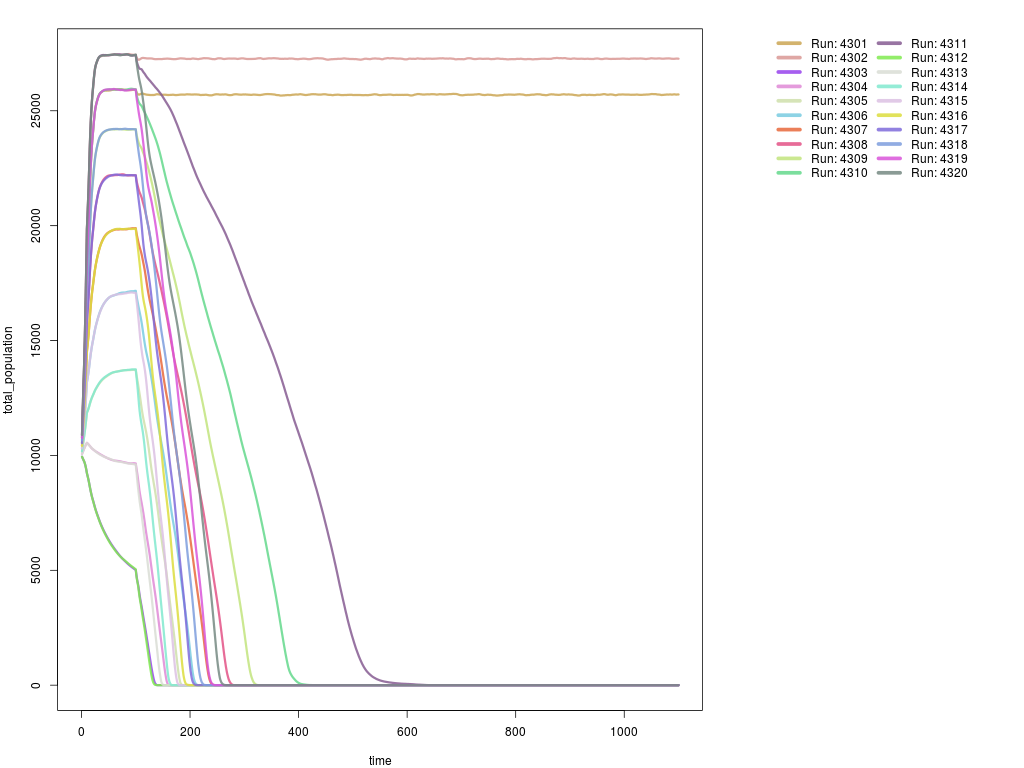 Run: 4301 Run: 4311
Run: 4302 Run: 4312
Run: 4303 Run: 4313
Run: 4304 Run: 4314
Run: 4305 Run: 4315
Run: 4306 Run: 4316
Run: 4307 Run: 4317
Run: 4308 Run: 4318
Run: 4309 Run: 4319
Run: 4310 Run: 4320
25000
20000
15000
10000
5000
0
total_population
0 200 400 600 800 1000
time